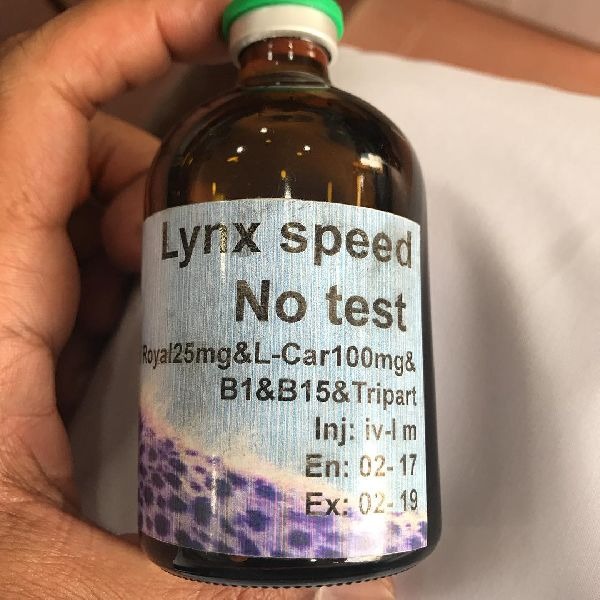 Lynx speed
No test
Royal25mg&L-Car100mg&
B1&B15&Tripart
Inj: iv-I m
En: 02-17
Ex: 02-19